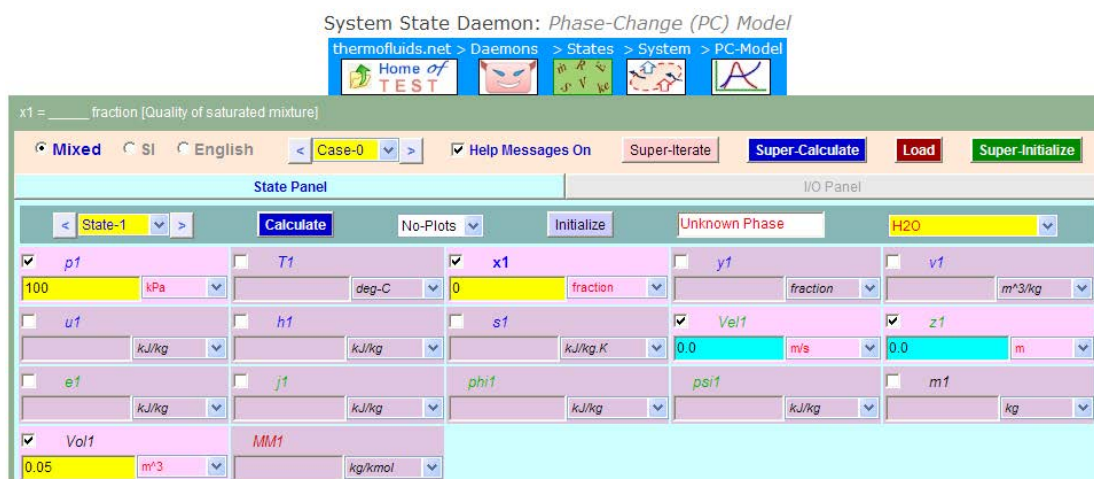 System State Daemon: Phase-Change (PC) Model
thermofluids.net > Daemons > States > System > PC-Model
Home of TEST
x1 = _____ fraction [Quality of saturated mixture]
Mixed SI English < Case-0 > Help Messages On Super-Iterate Super-Calculate Load Super-Initialize
State Panel I/O Panel
< State-1 > Calculate No-Plots Initialize Unknown Phase H2O
p1 T1 x1 y1 v1
100 kPa deg-C 0 fraction fraction m^3/kg
u1 h1 s1 Vel1 z1
kJ/kg kJ/kg kJ/kg.K 0.0 m/s 0.0 m
e1 j1 phi1 psi1 m1
kJ/kg kJ/kg kJ/kg kJ/kg kg
Vol1 MM1
0.05 m^3 kg/kmol